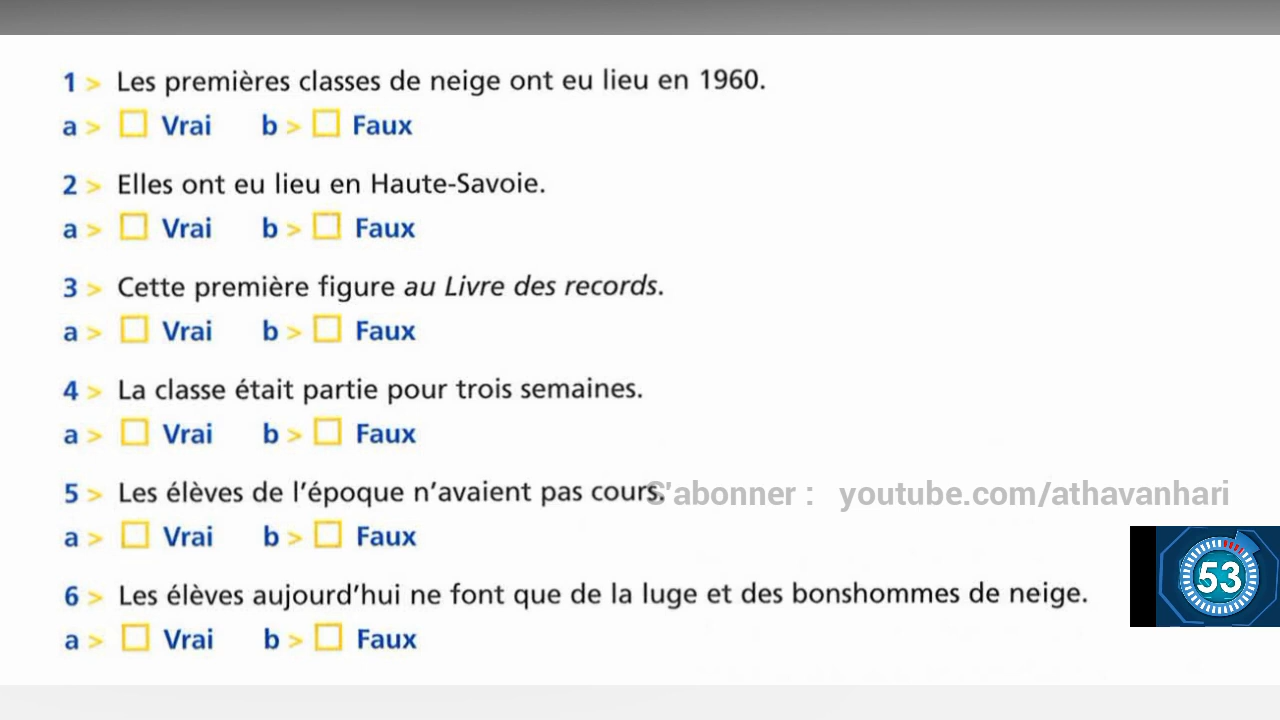 1 > Les premières classes de neige ont eu lieu en 1960.
a > Vrai b > Faux
2 > Elles ont eu lieu en Haute-Savoie.
a > Vrai b > Faux
3 > Cette première figure au Livre des records.
a > Vrai b > Faux
4 > La classe était partie pour trois semaines.
a > Vrai b > Faux
5 > Les élèves de l'époque n'avaient pas cours.
S'abonner : youtube.com/athavanhari
a > Vrai b > Faux
53
6 > Les élèves aujourd'hui ne font que de la luge et des bonshommes de neige.
a > Vrai b > Faux